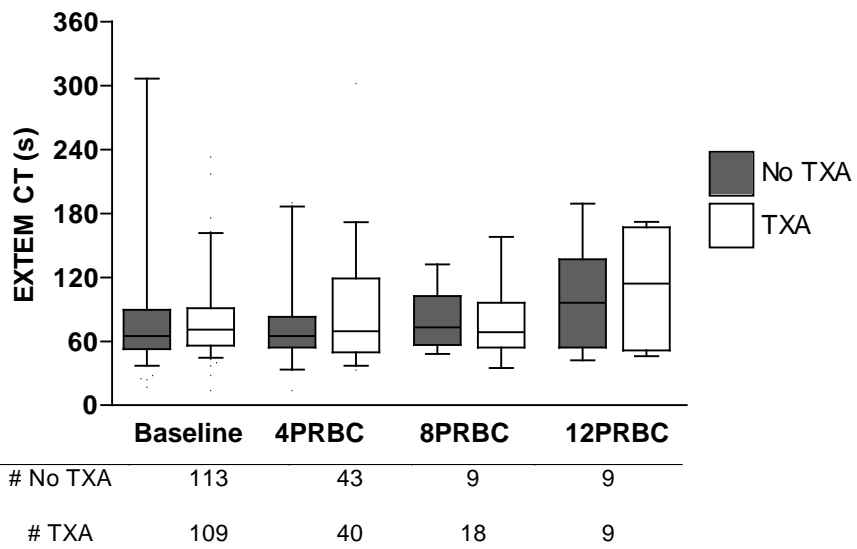 EXTEM CT (s)
360
300
240
180
120
60
0
No TXA
TXA
Baseline 4PRBC 8PRBC 12PRBC
# No TXA 113 43 9 9
# TXA 109 40 18 9